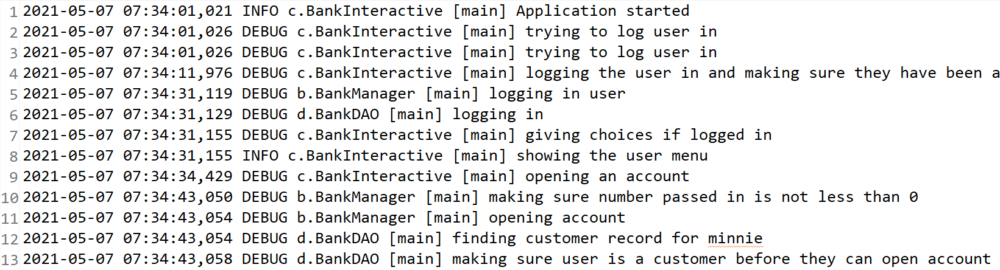 1 2021-05-07 07:34:01,021 INFO c.BankInteractive [main] Application started
2 2021-05-07 07:34:01,026 DEBUG c.BankInteractive [main] trying to log user in
3 2021-05-07 07:34:01,026 DEBUG c.BankInteractive [main] trying to log user in
4 2021-05-07 07:34:11,976 DEBUG c.BankInteractive [main] logging the user in and making sure they have been a
5 2021-05-07 07:34:31,119 DEBUG b.BankManager [main] logging in user
6 2021-05-07 07:34:31,129 DEBUG d.BankDAO [main] logging in
7 2021-05-07 07:34:31,155 DEBUG c.BankInteractive [main] giving choices if logged in
8 2021-05-07 07:34:31,155 INFO c.BankInteractive [main] showing the user menu
9 2021-05-07 07:34:34,429 DEBUG c.BankInteractive [main] opening an account
10 2021-05-07 07:34:43,050 DEBUG b.BankManager [main] making sure number passed in is not less than 0
11 2021-05-07 07:34:43,054 DEBUG b.BankManager [main] opening account
12 2021-05-07 07:34:43,054 DEBUG d.BankDAO [main] finding customer record for minnie
13 2021-05-07 07:34:43,058 DEBUG d.BankDAO [main] making sure user is a customer before they can open account